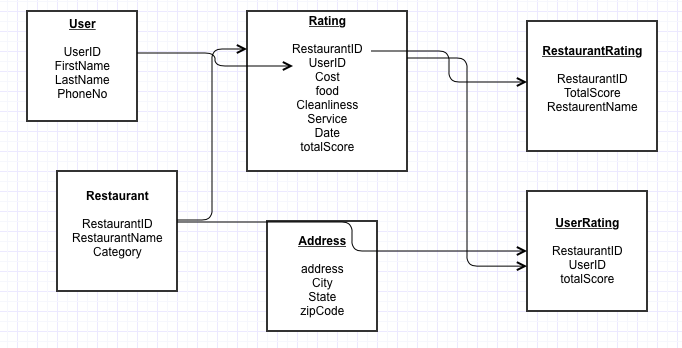 User
UserID
FirstName
LastName
PhoneNo
Rating
RestaurantID
UserID
Cost
food
Cleanliness
Service
Date
totalScore
RestaurantRating
RestaurantID
TotalScore
RestaurentName
Restaurant
RestaurantID
RestaurantName
Category
Address
address
City
State
zipCode
UserRating
RestaurantID
UserID
totalScore